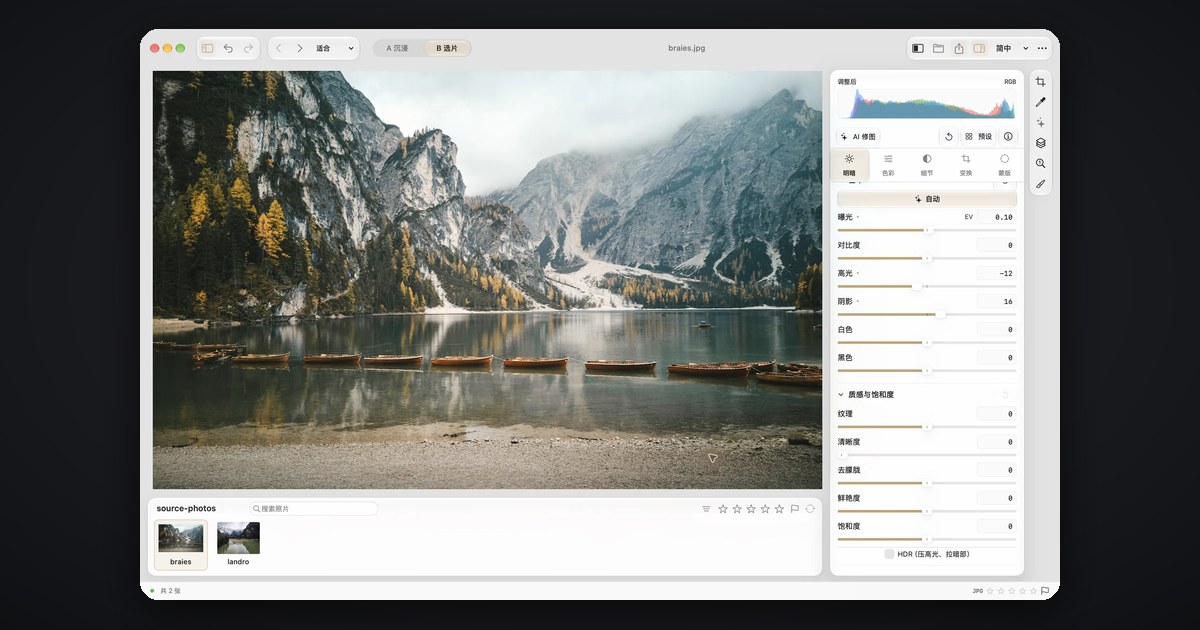 适合
A 沉浸
B 选片
braies.jpg
简中
调整后
RGB
AI 修图
预设
明暗
色彩
细节
变换
蒙版
自动
曝光
EV
0.10
对比度
0
高光
-12
阴影
16
白色
0
黑色
0
质感与饱和度
纹理
0
清晰度
0
去朦胧
0
鲜艳度
0
饱和度
0
HDR (压高光、拉暗部)
source-photos
搜索照片
braies
landro
共 2 张
JPG